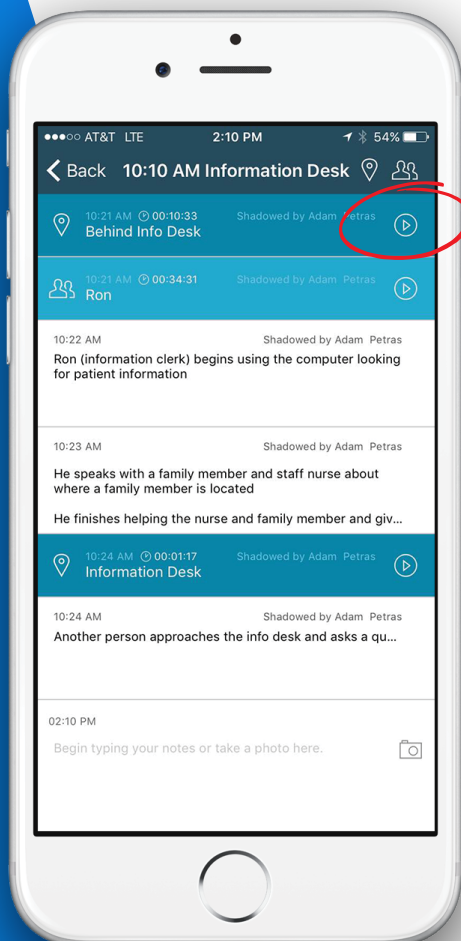 AT&T LTE 2:10 PM 54%
Back 10:10 AM Information Desk
10:21 AM 00:10:33 Shadowed by Adam Petras
Behind Info Desk
10:21 AM 00:34:31 Shadowed by Adam Petras
Ron
10:22 AM Shadowed by Adam Petras
Ron (information clerk) begins using the computer looking
for patient information
10:23 AM Shadowed by Adam Petras
He speaks with a family member and staff nurse about
where a family member is located
He finishes helping the nurse and family member and giv...
10:24 AM 00:01:17 Shadowed by Adam Petras
Information Desk
10:24 AM Shadowed by Adam Petras
Another person approaches the info desk and asks a qu...
02:10 PM
Begin typing your notes or take a photo here.